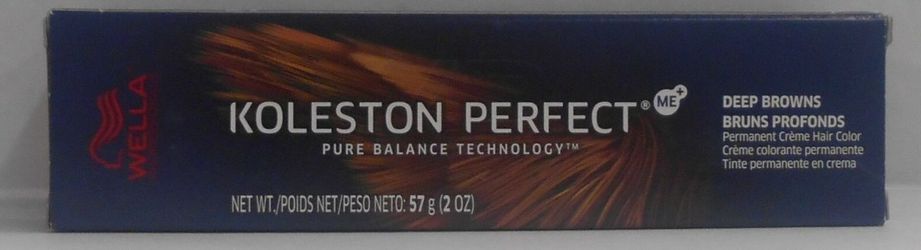 WELLA
KOLESTON PERFECT® ME+
PURE BALANCE TECHNOLOGY™
NET WT./POIDS NET/PESO NETO: 57 g (2 OZ)
DEEP BROWNS
BRUNS PROFONDS
Permanent Crème Hair Color
Crème colorante permanente
Tinte permanente en crema